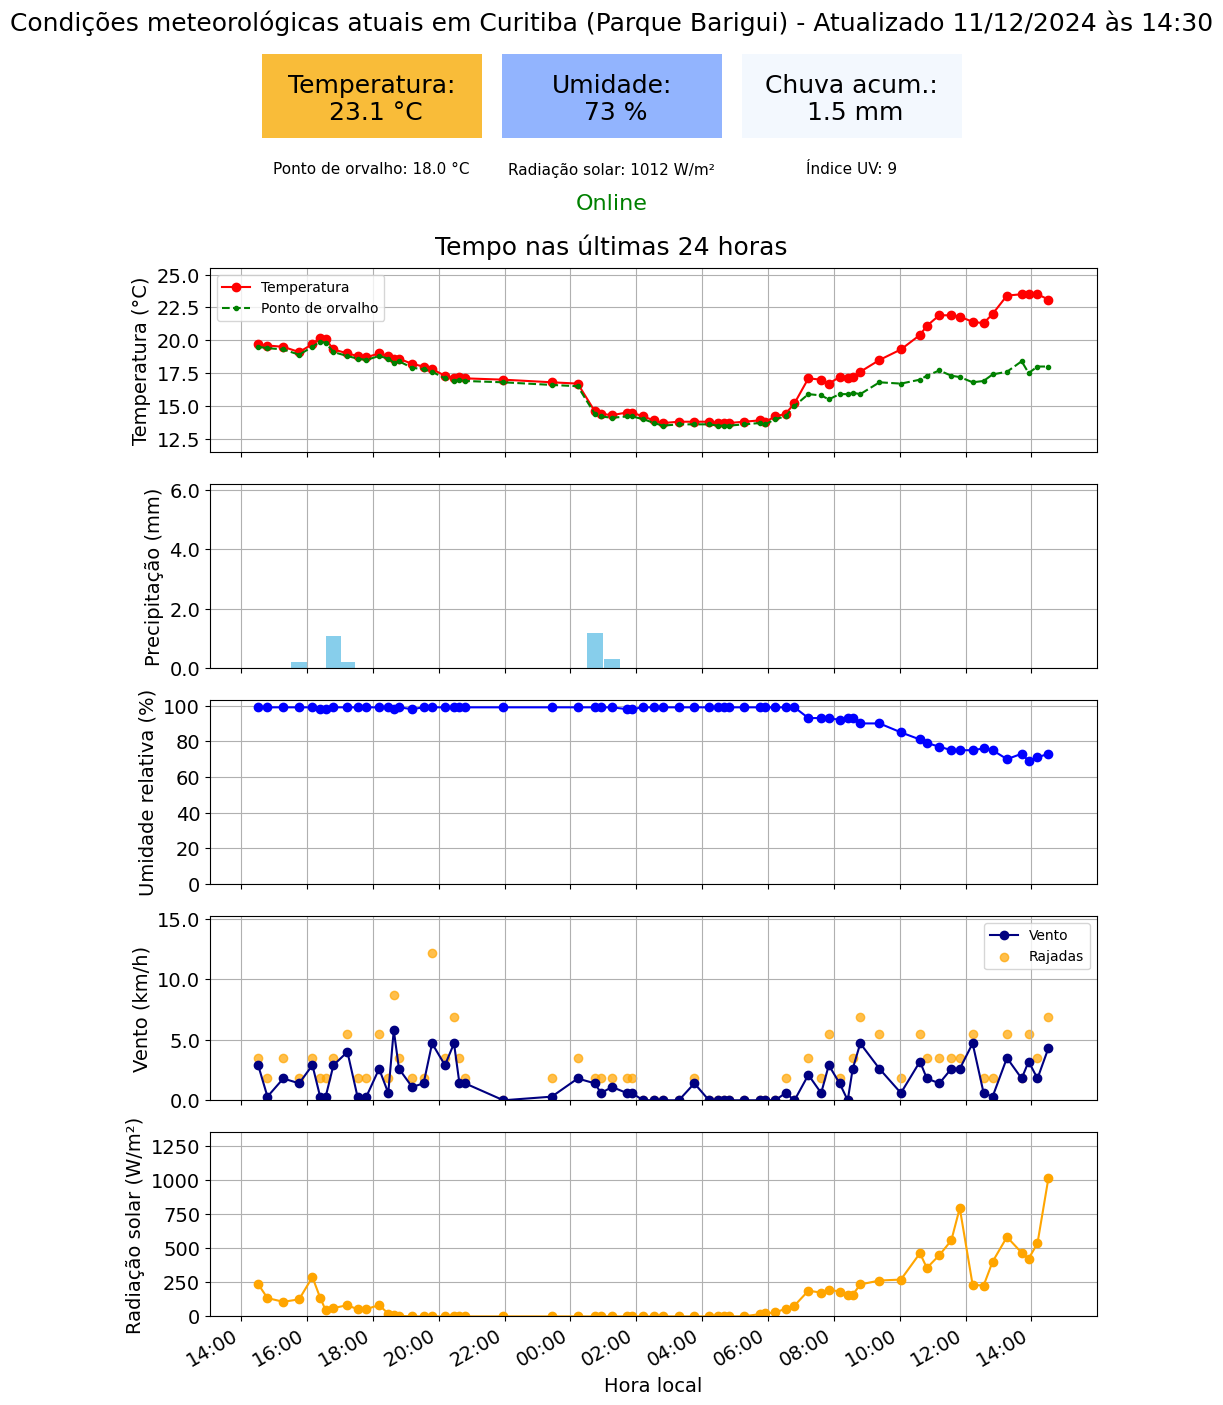 Condições meteorológicas atuais em Curitiba (Parque Barigui) - Atualizado 11/12/2024 às 14:30
Temperatura:
23.1 °C
Umidade:
73 %
Chuva acum.:
1.5 mm
Ponto de orvalho: 18.0 °C
Radiação solar: 1012 W/m²
Índice UV: 9
Online
Tempo nas últimas 24 horas
Temperatura (°C)
25.0
22.5
20.0
17.5
15.0
12.5
Temperatura
Ponto de orvalho
Precipitação (mm)
6.0
4.0
2.0
0.0
Umidade relativa (%)
100
80
60
40
20
0
Vento (km/h)
15.0
10.0
5.0
0.0
Vento
Rajadas
Radiação solar (W/m²)
1250
1000
750
500
250
0
14:00
16:00
18:00
20:00
22:00
00:00
02:00
04:00
06:00
08:00
10:00
12:00
14:00
Hora local